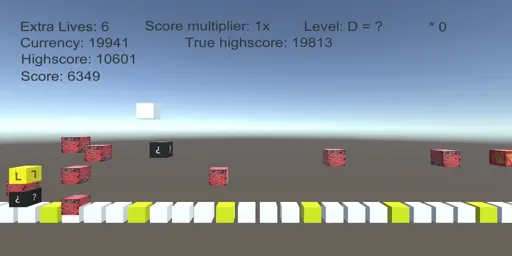 Extra Lives: 6 Score multiplier: 1x Level: D = ? * 0
Currency: 19941 True highscore: 19813
Highscore: 10601
Score: 6349
¿ !
¿ ?